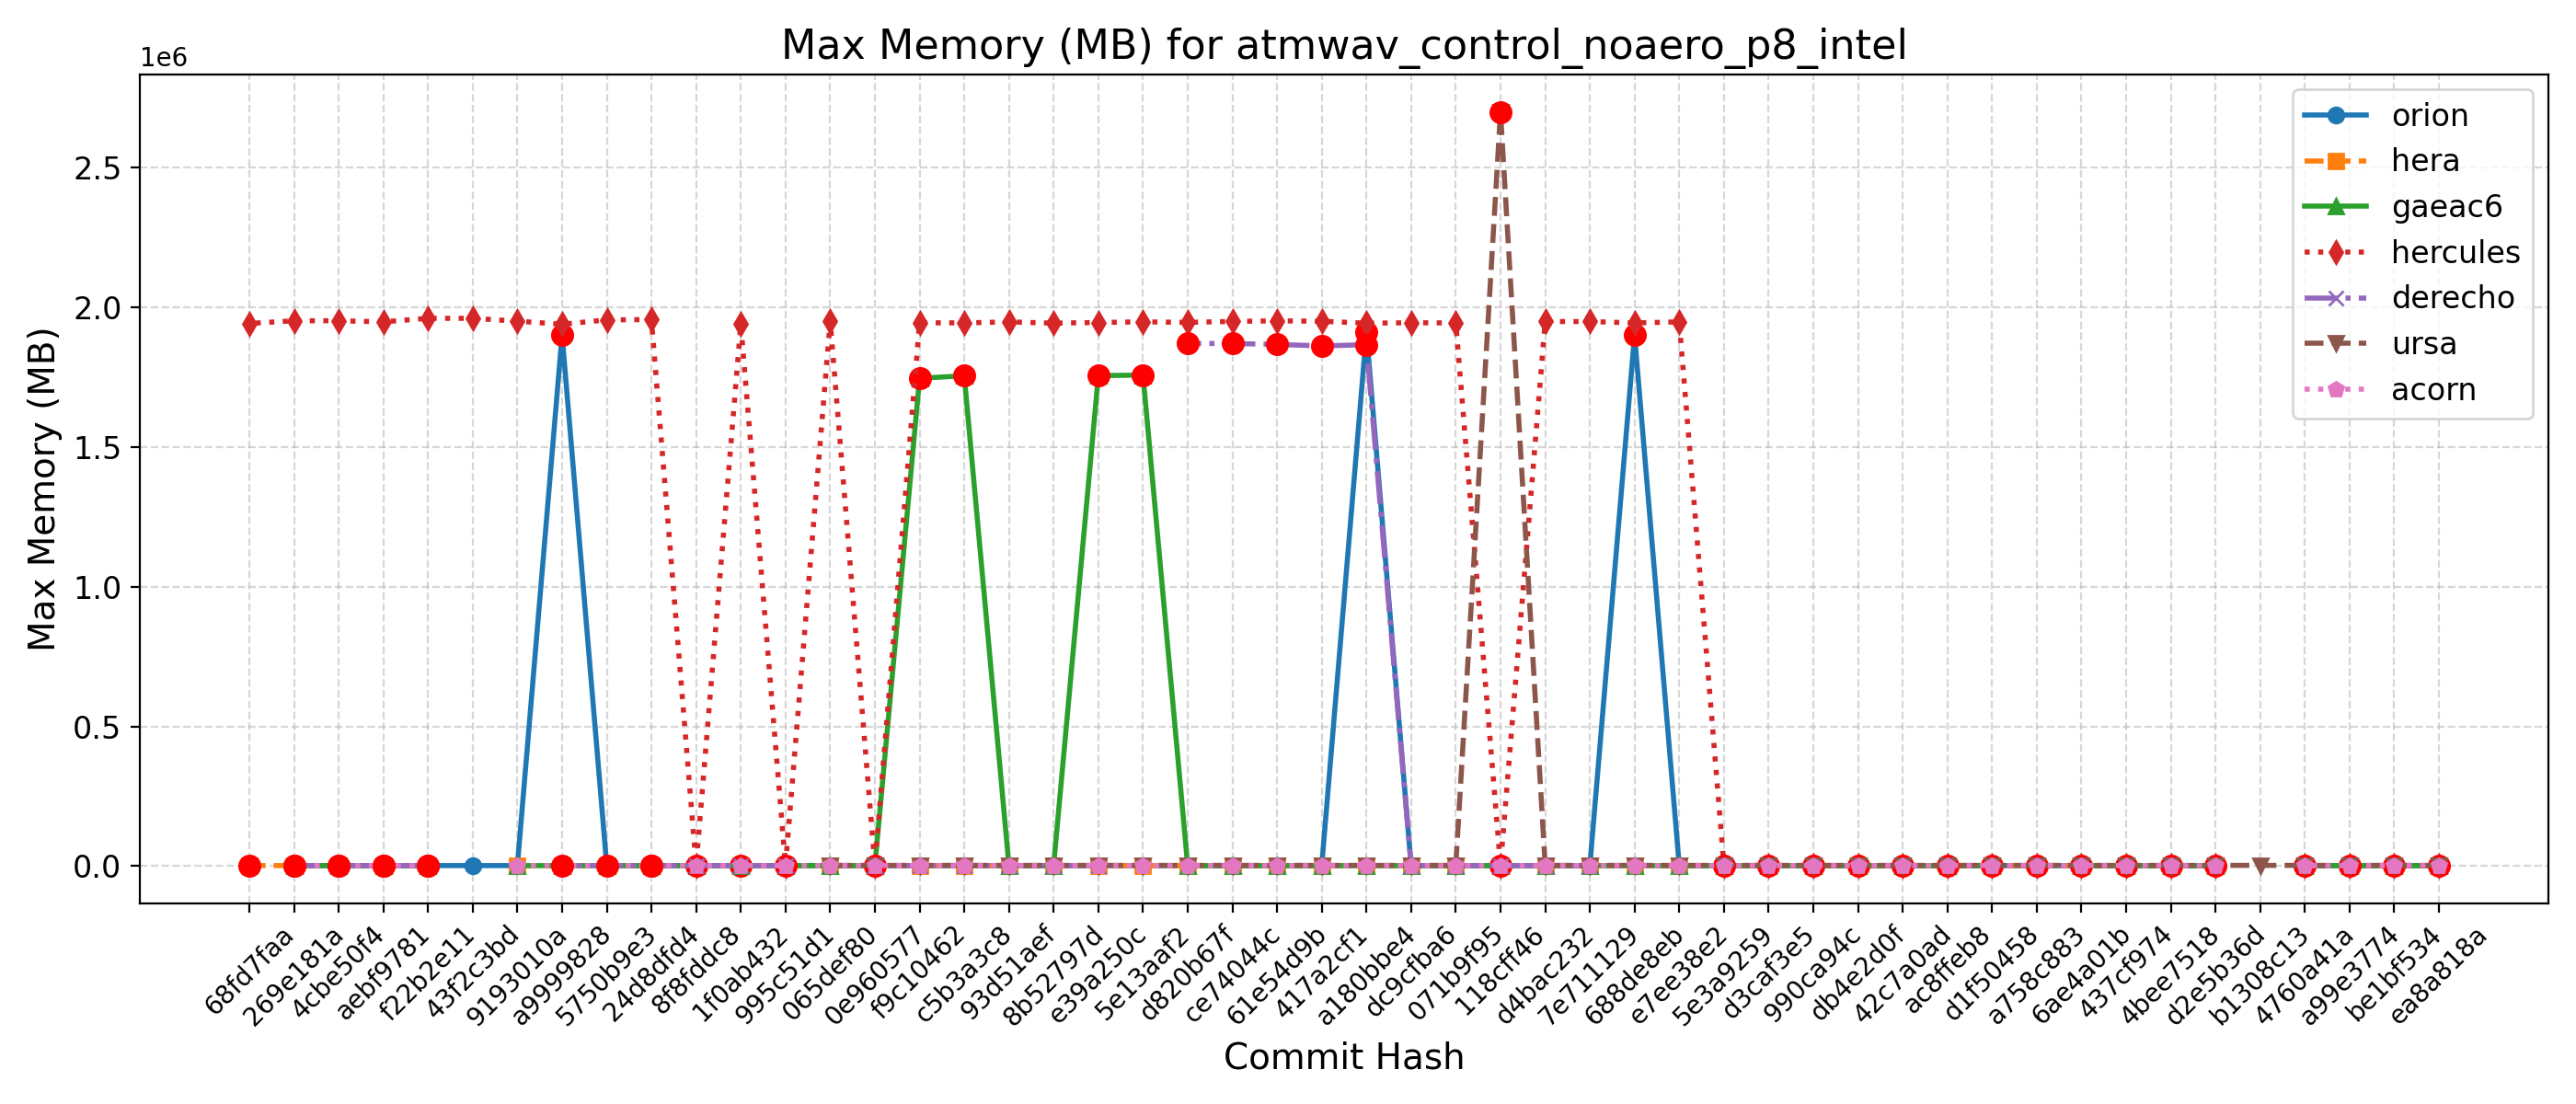 Max Memory (MB) for atmwav_control_noaero_p8_intel
1e6
2.5
2.0
1.5
1.0
0.5
0.0
Max Memory (MB)
orion
hera
gaeac6
hercules
derecho
ursa
acorn
68fd7faa
269e181a
4cbe50f4
aebf9781
f22b2e11
43f2c3bd
9193010a
a9999828
5750b9e3
24d8dfd4
8f8fddc8
1f0ab432
995c51d1
065def80
0e960577
f9c10462
c5b3a3c8
93d51aef
8b52797d
e39a250c
5e13aaf2
d820b67f
ce74044c
61e54d9b
417a2cf1
a180bbe4
dc9cfba6
071b9f95
118cff46
d4bac232
7e711129
688de8eb
e7ee38e2
5e3a9259
d3caf3e5
990ca94c
db4e2d0f
42c7a0ad
ac8ffeb8
d1f50458
a758c883
6ae4a01b
437cf974
4bee7518
d2e5b36d
b1308c13
4760a41a
a99e3774
be1bf534
ea8a818a
Commit Hash